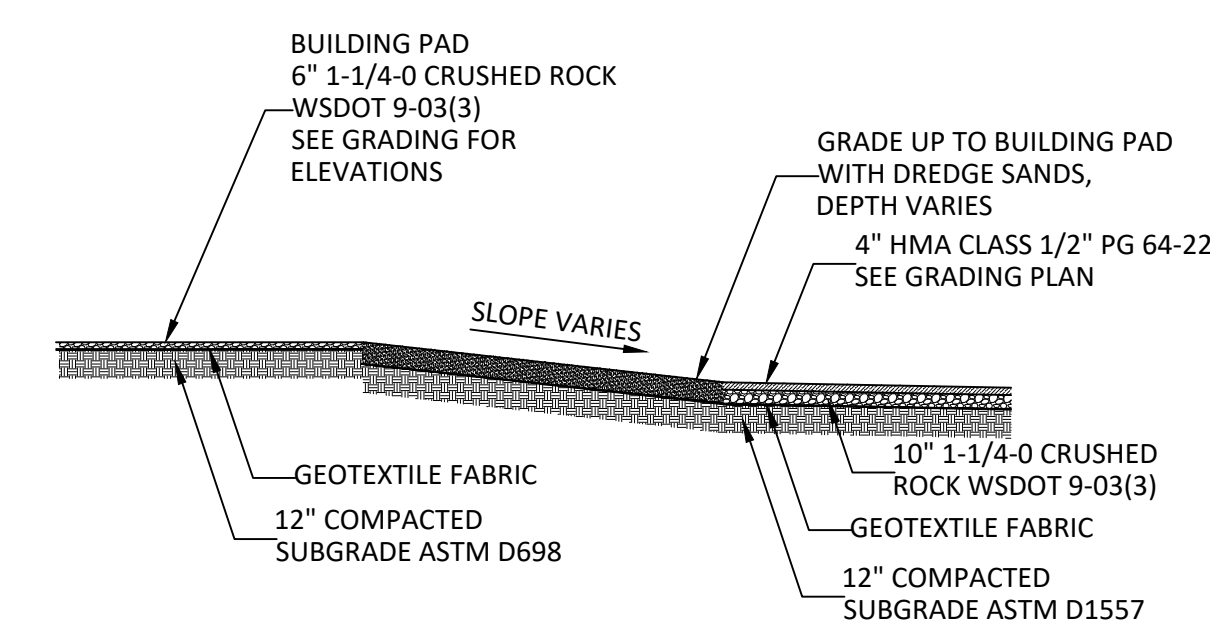 BUILDING PAD
6" 1-1/4-0 CRUSHED ROCK
WSDOT 9-03(3)
SEE GRADING FOR
ELEVATIONS
GRADE UP TO BUILDING PAD
WITH DREDGE SANDS,
DEPTH VARIES
4" HMA CLASS 1/2" PG 64-22
SEE GRADING PLAN
SLOPE VARIES
GEOTEXTILE FABRIC
12" COMPACTED
SUBGRADE ASTM D698
10" 1-1/4-0 CRUSHED
ROCK WSDOT 9-03(3)
GEOTEXTILE FABRIC
12" COMPACTED
SUBGRADE ASTM D1557